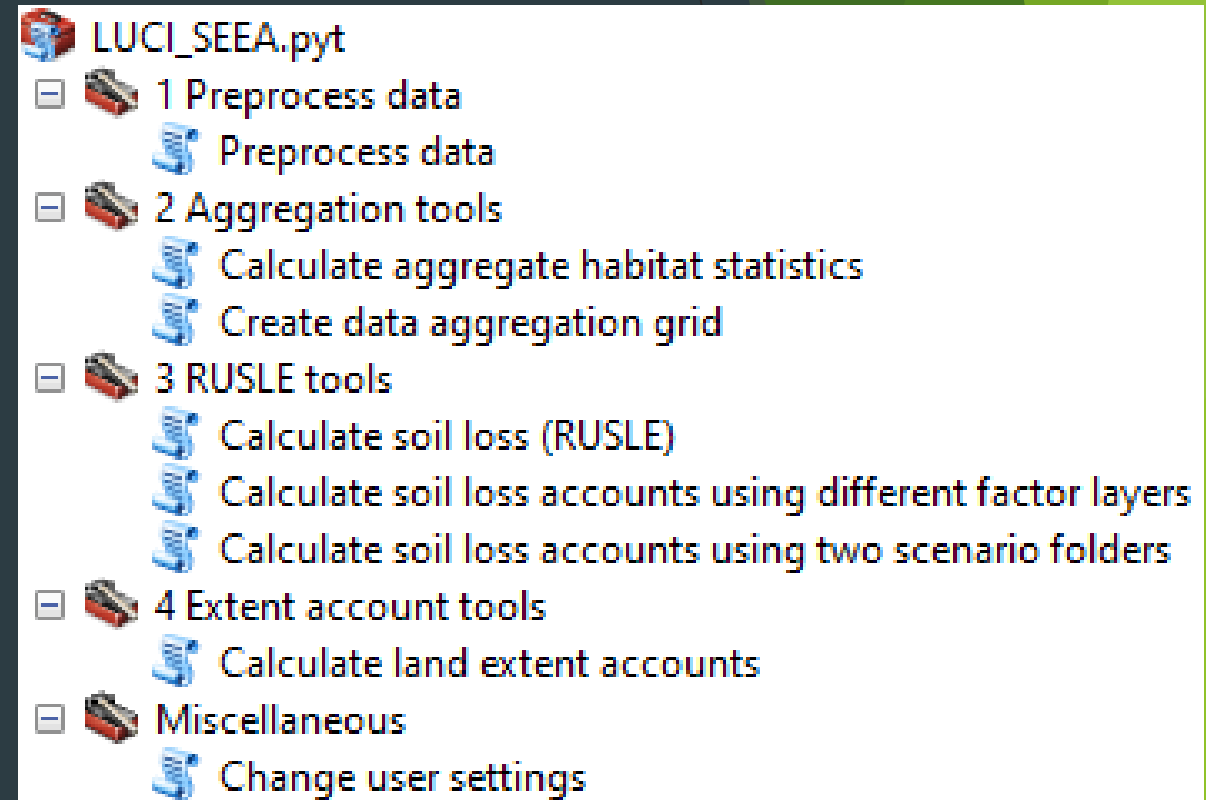 LUCI_SEEA.pyt
1 Preprocess data
Preprocess data
2 Aggregation tools
Calculate aggregate habitat statistics
Create data aggregation grid
3 RUSLE tools
Calculate soil loss (RUSLE)
Calculate soil loss accounts using different factor layers
Calculate soil loss accounts using two scenario folders
4 Extent account tools
Calculate land extent accounts
Miscellaneous
Change user settings